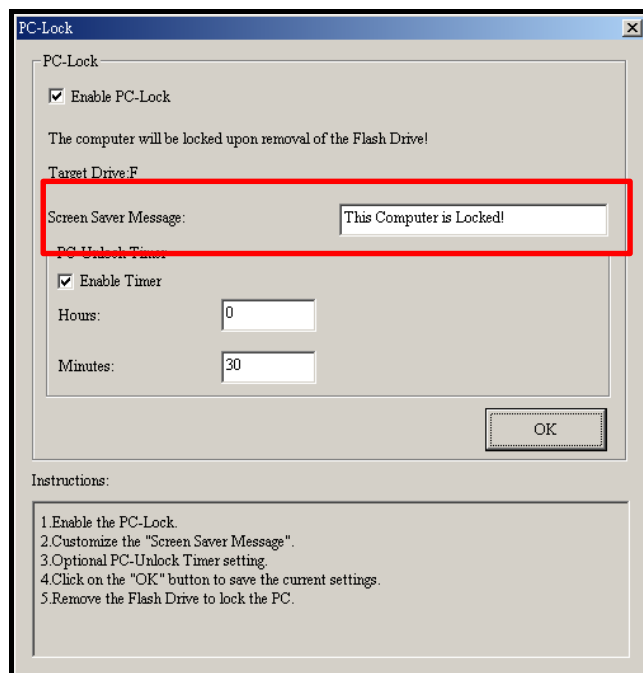 PC-Lock
PC-Lock
Enable PC-Lock
The computer will be locked upon removal of the Flash Drive!
Target Drive:F
Screen Saver Message: This Computer is Locked!
PC-Unlock Timer
Enable Timer
Hours: 0
Minutes: 30
OK
Instructions:
1.Enable the PC-Lock.
2.Customize the "Screen Saver Message".
3.Optional PC-Unlock Timer setting.
4.Click on the "OK" button to save the current settings.
5.Remove the Flash Drive to lock the PC.